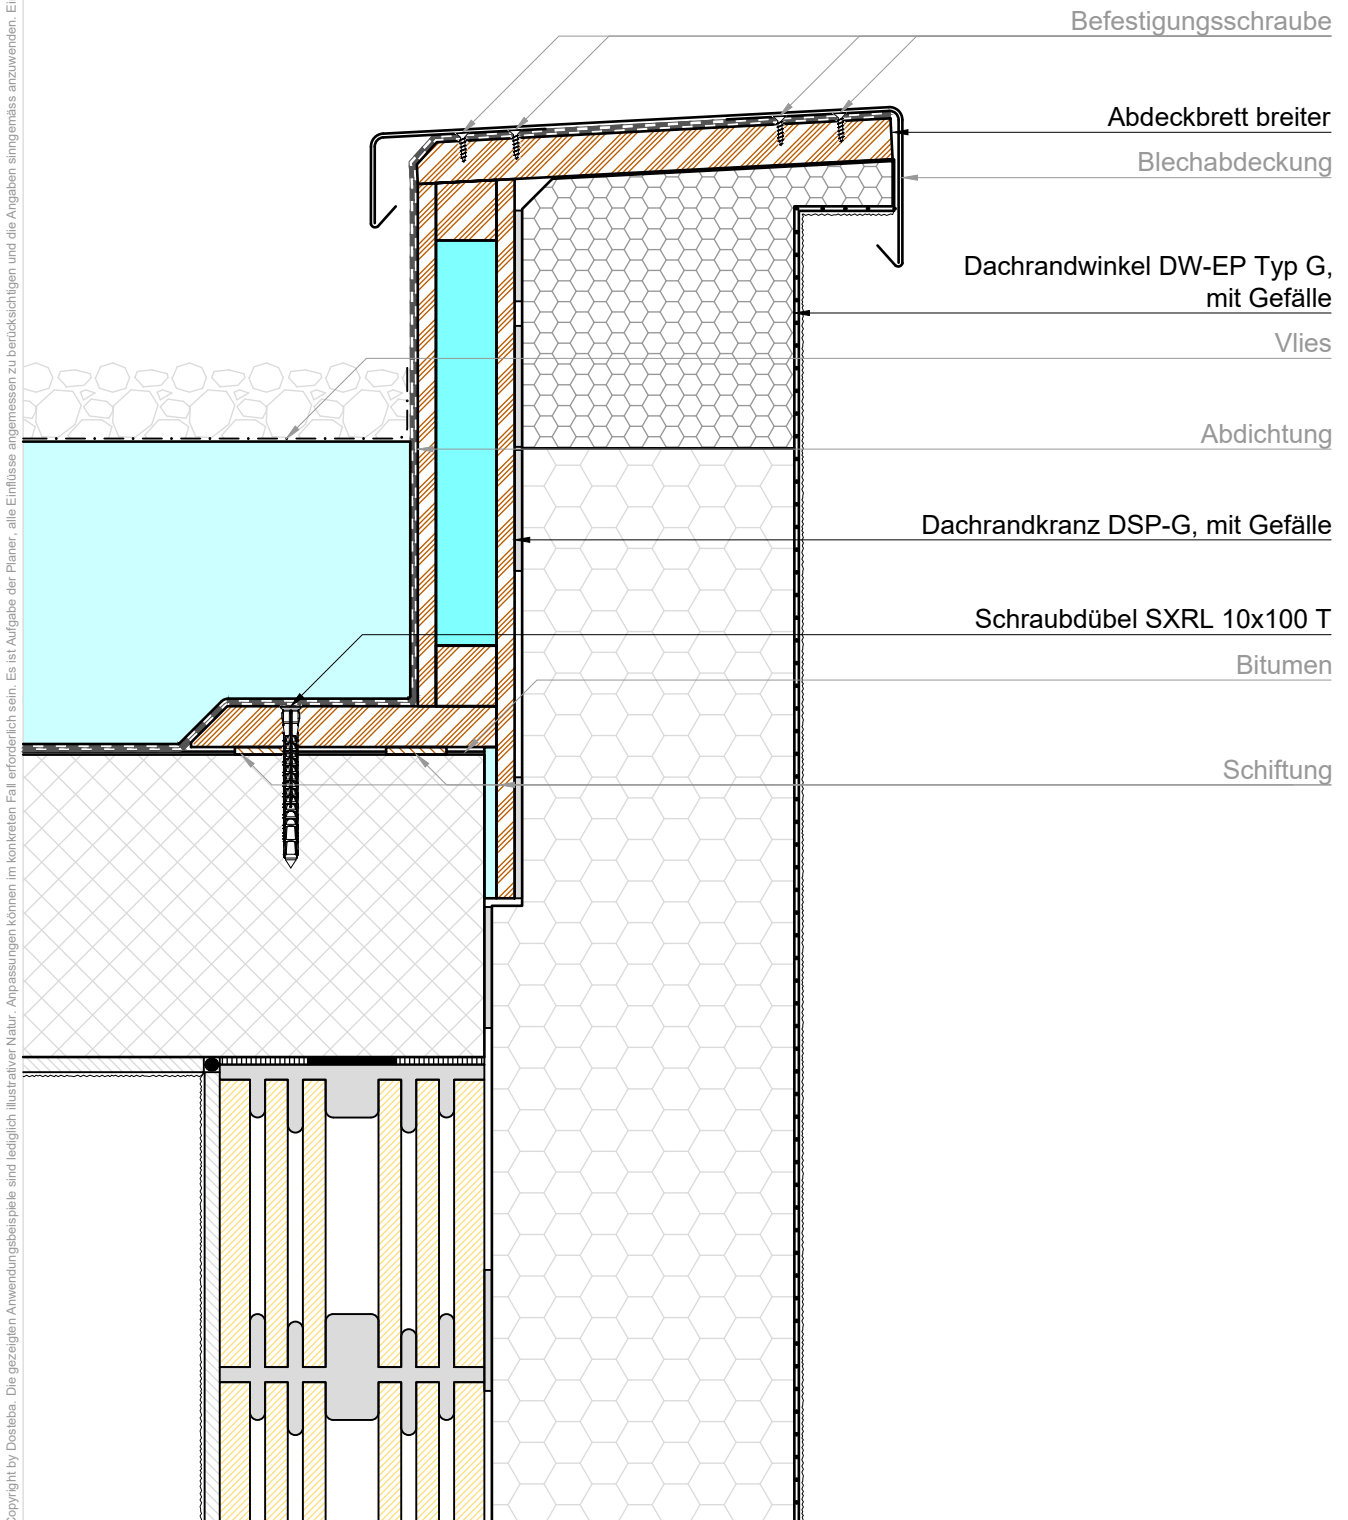 Befestigungsschraube
Abdeckbrett breiter
Blechabdeckung
Dachrandwinkel DW-EP Typ G,
mit Gefälle
Vlies
Abdichtung
Dachrandkranz DSP-G, mit Gefälle
Schraubdübel SXRL 10x100 T
Bitumen
Schiftung
Copyright by Dosteba. Die gezeigten Anwendungsbeispiele sind lediglich illustrativer Natur. Anpassungen können im konkreten Fall erforderlich sein. Es ist Aufgabe der Planer, alle Einflüsse angemessen zu berücksichtigen und die Angaben sinngemäss anzuwenden.